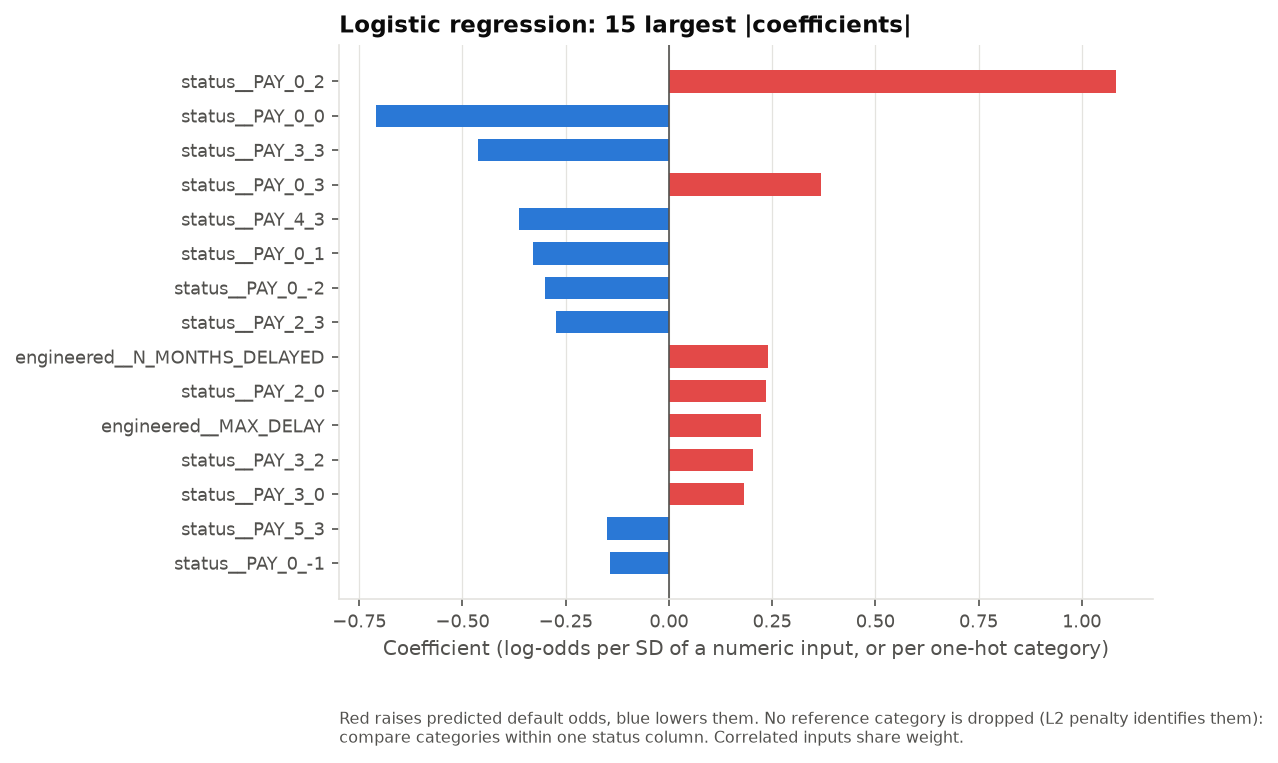 Logistic regression: 15 largest |coefficients|
status__PAY_0_2
status__PAY_0_0
status__PAY_3_3
status__PAY_0_3
status__PAY_4_3
status__PAY_0_1
status__PAY_0_-2
status__PAY_2_3
engineered__N_MONTHS_DELAYED
status__PAY_2_0
engineered__MAX_DELAY
status__PAY_3_2
status__PAY_3_0
status__PAY_5_3
status__PAY_0_-1
−0.75 −0.50 −0.25 0.00 0.25 0.50 0.75 1.00
Coefficient (log-odds per SD of a numeric input, or per one-hot category)
Red raises predicted default odds, blue lowers them. No reference category is dropped (L2 penalty identifies them):
compare categories within one status column. Correlated inputs share weight.